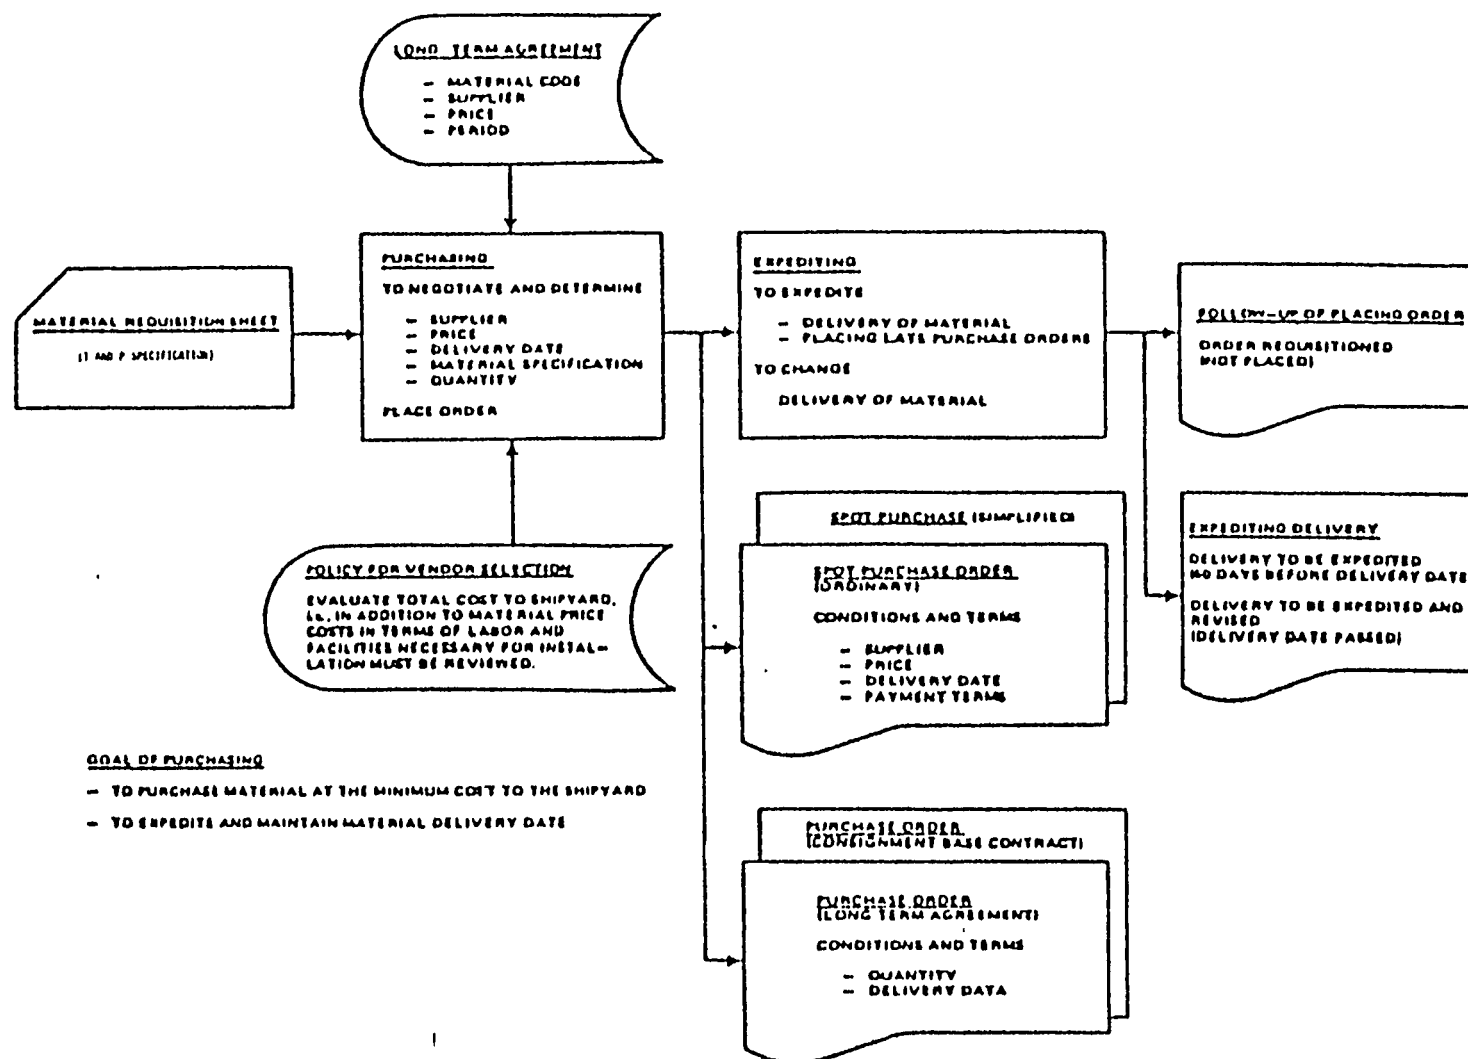 LONG TERM AGREEMENT
– MATERIAL CODE
– SUPPLIER
– PRICE
– PERIOD
MATERIAL REQUISITION SHEET
(T AND P SPECIFICATION)
PURCHASING
TO NEGOTIATE AND DETERMINE
– SUPPLIER
– PRICE
– DELIVERY DATE
– MATERIAL SPECIFICATION
– QUANTITY
PLACE ORDER
EXPEDITING
TO EXPEDITE
– DELIVERY OF MATERIAL
– PLACING LATE PURCHASE ORDERS
TO CHANGE
DELIVERY OF MATERIAL
FOLLOW-UP OF PLACING ORDER
ORDER REQUISITIONED
(NOT PLACED)
POLICY FOR VENDOR SELECTION
EVALUATE TOTAL COST TO SHIPYARD,
i.e. IN ADDITION TO MATERIAL PRICE
COSTS IN TERMS OF LABOR AND
FACILITIES NECESSARY FOR INSTAL-
LATION MUST BE REVIEWED.
SPOT PURCHASE (SIMPLIFIED)
SPOT PURCHASE ORDER
(ORDINARY)
CONDITIONS AND TERMS
– SUPPLIER
– PRICE
– DELIVERY DATE
– PAYMENT TERMS
EXPEDITING DELIVERY
DELIVERY TO BE EXPEDITED
DAYS BEFORE DELIVERY DATE)
DELIVERY TO BE EXPEDITED AND
REVISED
(DELIVERY DATE PASSED)
GOAL OF PURCHASING
– TO PURCHASE MATERIAL AT THE MINIMUM COST TO THE SHIPYARD
– TO EXPEDITE AND MAINTAIN MATERIAL DELIVERY DATE
PURCHASE ORDER
(CONSIGNMENT BASE CONTRACT)
PURCHASE ORDER
(LONG TERM AGREEMENT)
CONDITIONS AND TERMS
– QUANTITY
– DELIVERY DATA